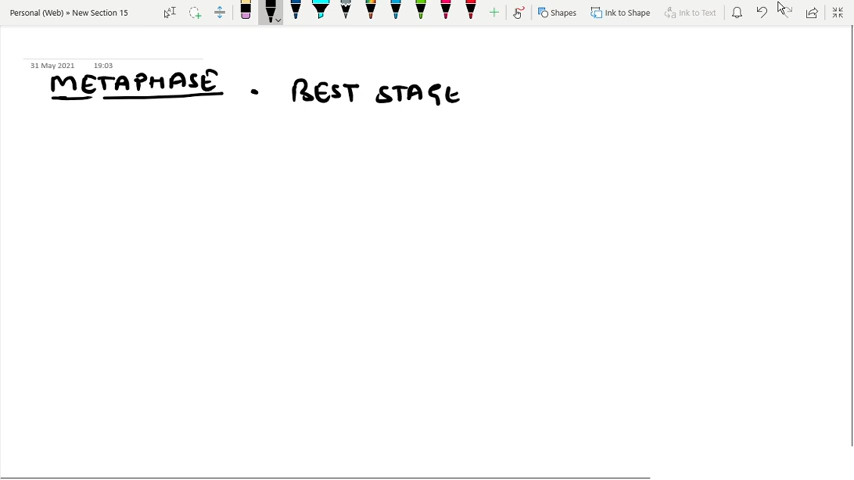 Personal (Web) » New Section 15
Shapes
Ink to Shape
Ink to Text
31 May 2021 19:03
METAPHASE . BEST STAGE